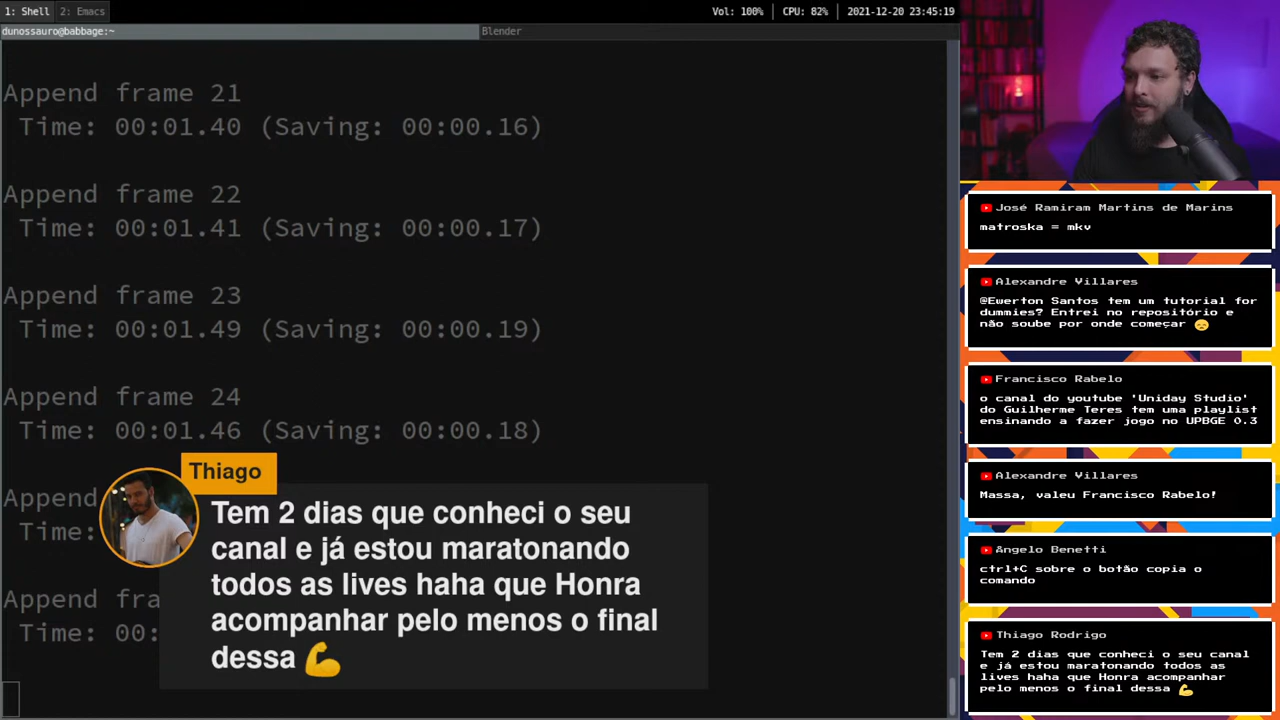 1: Shell 2: Emacs Vol: 100% CPU: 82% 2021-12-20 23:45:19
dunossauro@babbage:~ Blender
Append frame 21
Time: 00:01.40 (Saving: 00:00.16)
Append frame 22
Time: 00:01.41 (Saving: 00:00.17)
Append frame 23
Time: 00:01.49 (Saving: 00:00.19)
Append frame 24
Time: 00:01.46 (Saving: 00:00.18)
Append
Time:
Append fra
Time: 00:
Thiago
Tem 2 dias que conheci o seu
canal e já estou maratonando
todos as lives haha que Honra
acompanhar pelo menos o final
dessa 💪
José Ramiram Martins de Marins
matroska = mkv
Alexandre Villares
@Ewerton Santos tem um tutorial for
dummies? Entrei no repositório e
não soube por onde começar 😞
Francisco Rabelo
o canal do youtube 'Uniday Studio'
do Guilherme Teres tem uma playlist
ensinando a fazer jogo no UPBGE 0.3
Alexandre Villares
Massa, valeu Francisco Rabelo!
Angelo Benetti
ctrl+C sobre o botão copia o
comando
Thiago Rodrigo
Tem 2 dias que conheci o seu canal
e já estou maratonando todos as
lives haha que Honra acompanhar
pelo menos o final dessa 💪